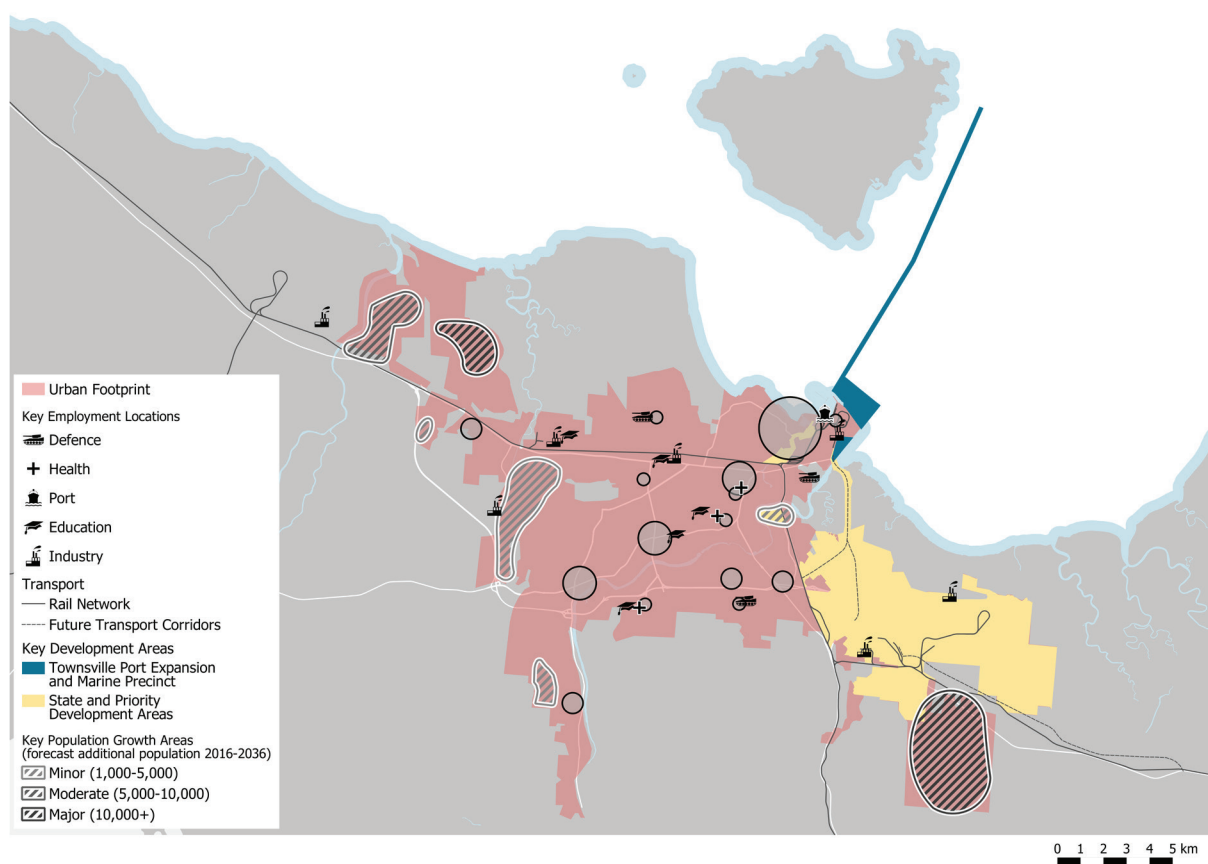 Urban Footprint
Key Employment Locations
Defence
Health
Port
Education
Industry
Transport
Rail Network
Future Transport Corridors
Key Development Areas
Townsville Port Expansion
and Marine Precinct
State and Priority
Development Areas
Key Population Growth Areas
(forecast additional population 2016-2036)
Minor (1,000-5,000)
Moderate (5,000-10,000)
Major (10,000+)
0 1 2 3 4 5 km